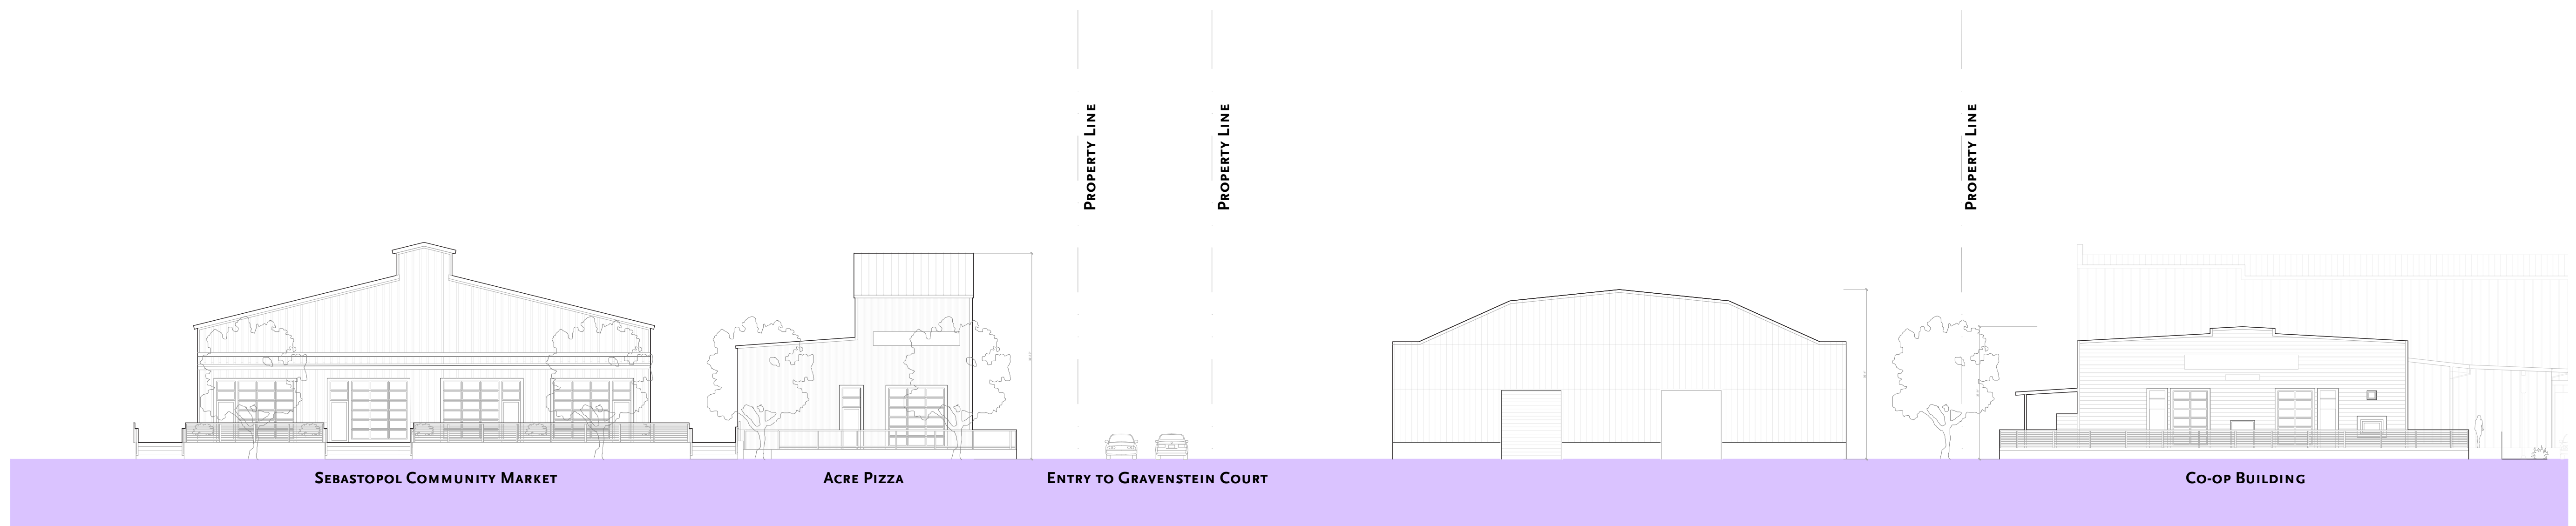 Property Line
Property Line
Property Line
Sebastopol Community Market
Acre Pizza
Entry to Gravenstein Court
Co-op Building